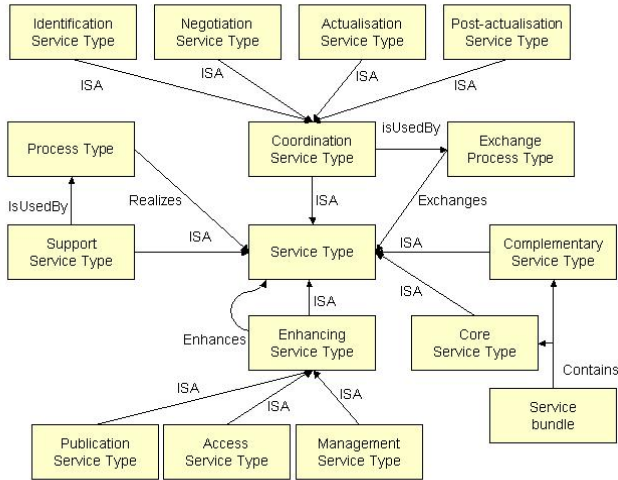 Identification
Service Type
Negotiation
Service Type
Actualisation
Service Type
Post-actualisation
Service Type
ISA
ISA
ISA
ISA
Process Type
Coordination
Service Type
isUsedBy
Exchange
Process Type
IsUsedBy
Realizes
ISA
Exchanges
Support
Service Type
ISA
Service Type
ISA
Complementary
Service Type
Enhances
ISA
ISA
Enhancing
Service Type
Core
Service Type
Contains
ISA
ISA
ISA
Service
bundle
Publication
Service Type
Access
Service Type
Management
Service Type